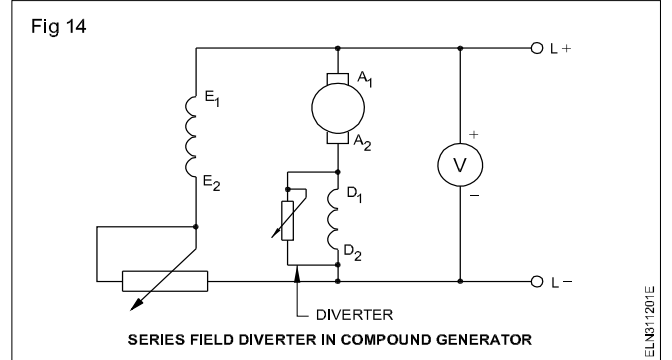 Fig 14
L +
A1
E1
A2
+
V
E2
–
D1
D2
L –
DIVERTER
SERIES FIELD DIVERTER IN COMPOUND GENERATOR
ELN311201E